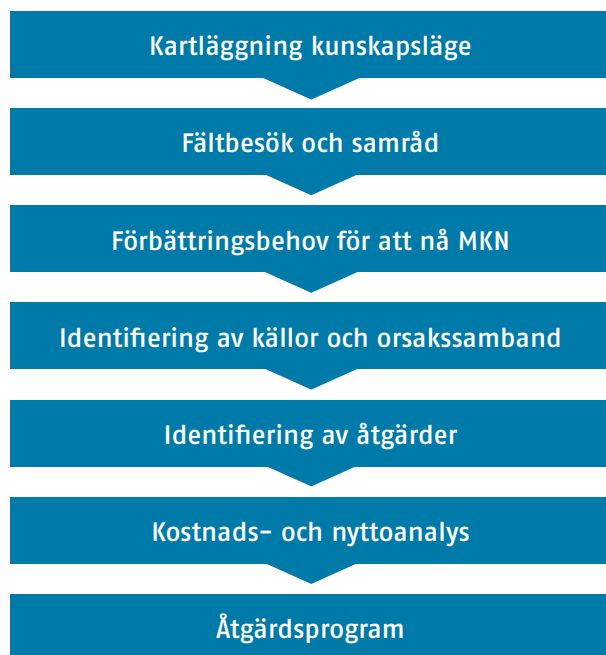 Kartläggning kunskapsläge
Fältbesök och samråd
Förbättringsbehov för att nå MKN
Identifiering av källor och orsakssamband
Identifiering av åtgärder
Kostnads- och nyttoanalys
Åtgärdsprogram